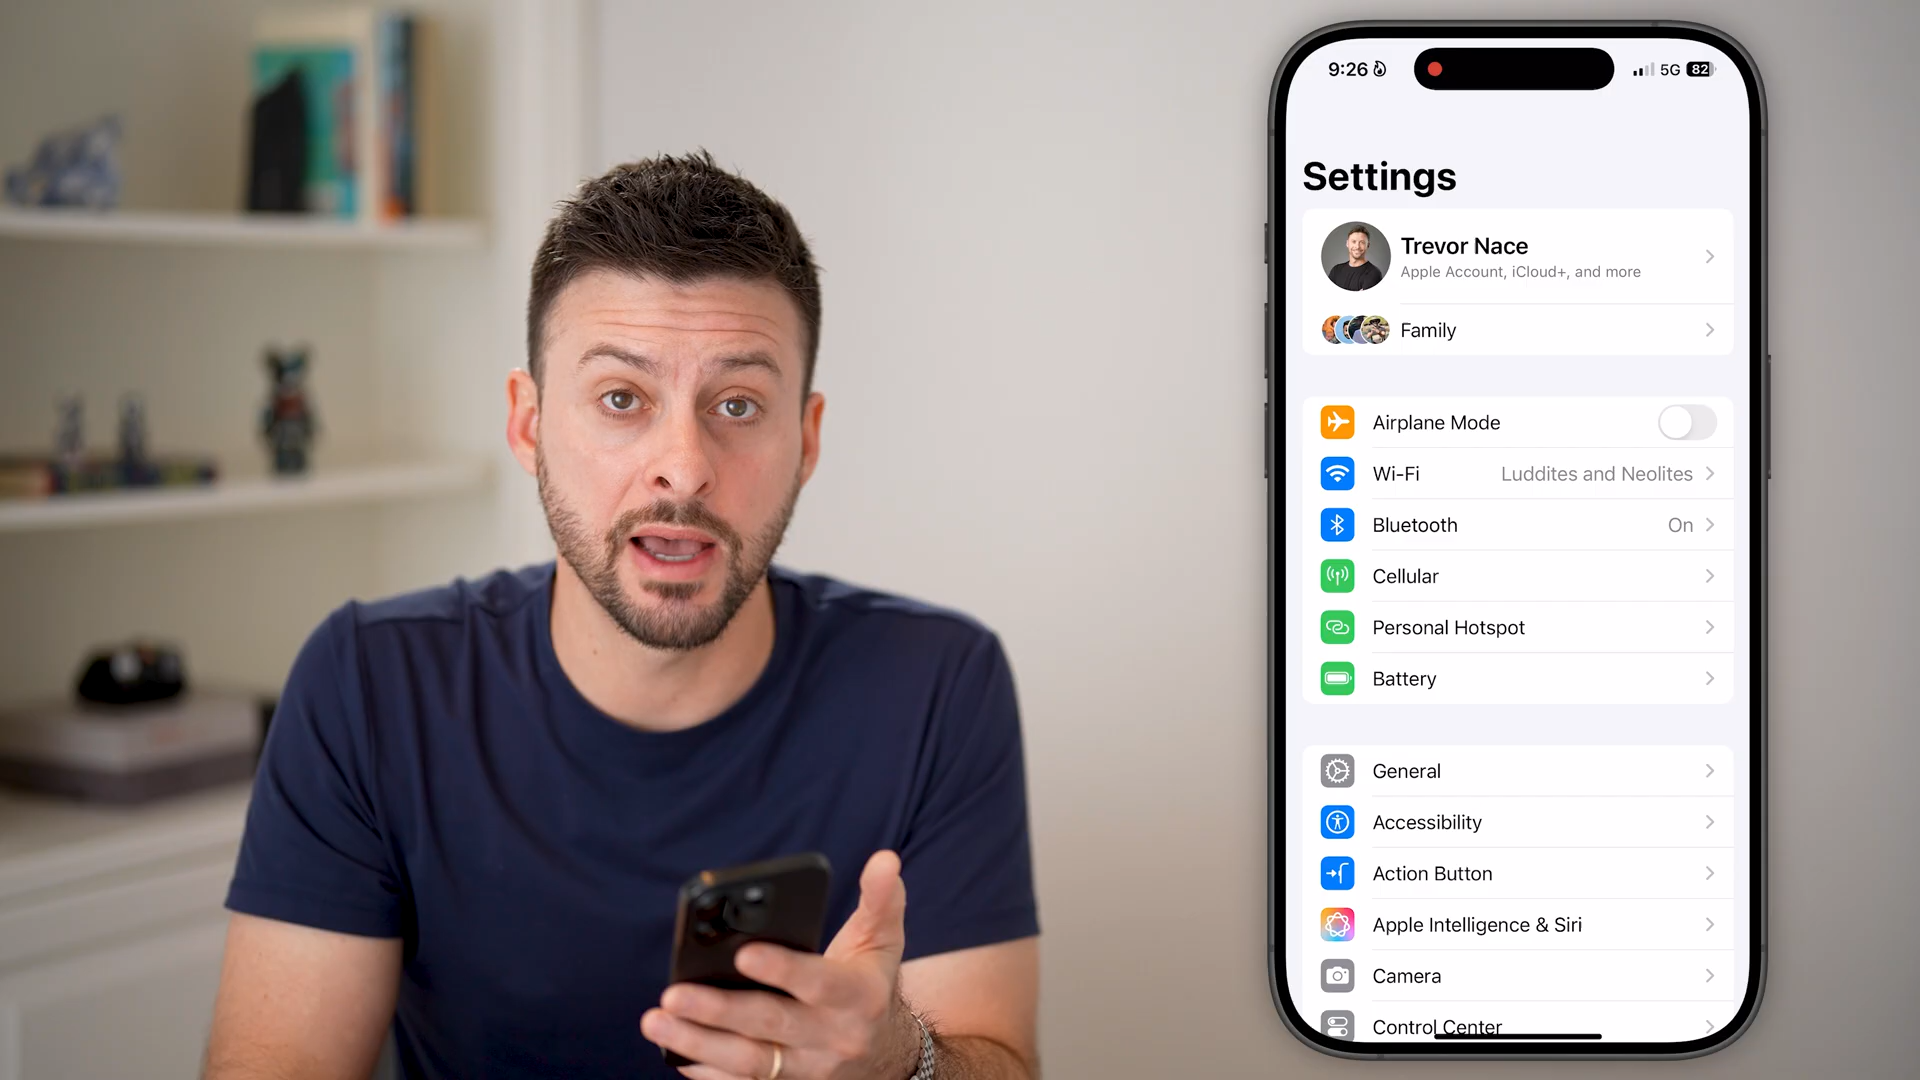 9:26
5G 82
Settings
Trevor Nace
Apple Account, iCloud+, and more
Family
Airplane Mode
Wi-Fi Luddites and Neolites
Bluetooth On
Cellular
Personal Hotspot
Battery
General
Accessibility
Action Button
Apple Intelligence & Siri
Camera
Control Center